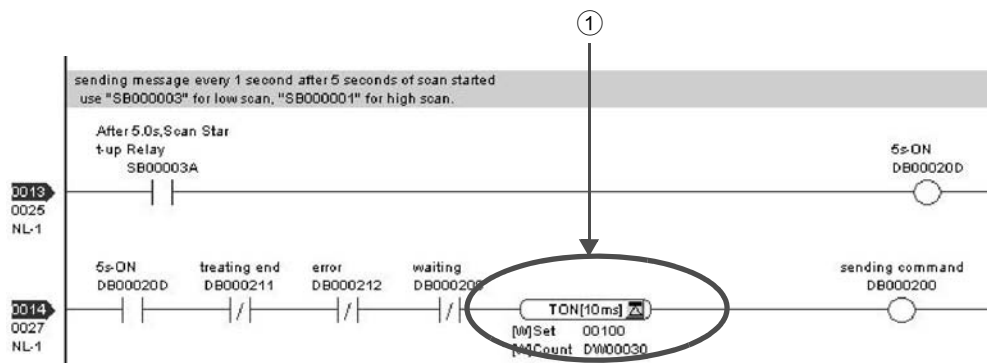 ①
sending message every 1 second after 5 seconds of scan started
use "SB000003" for low scan, "SB000001" for high scan.
After 5.0s,Scan Star
t-up Relay
SB00003A
5s-ON
DB00020D
0013
0025
NL-1
5s-ON treating end error waiting sending command
DB00020D DB000211 DB000212 DB000208 DB000200
0014
0027
NL-1
TON[10ms]
[W]Set 00100
[W]Count DW00030